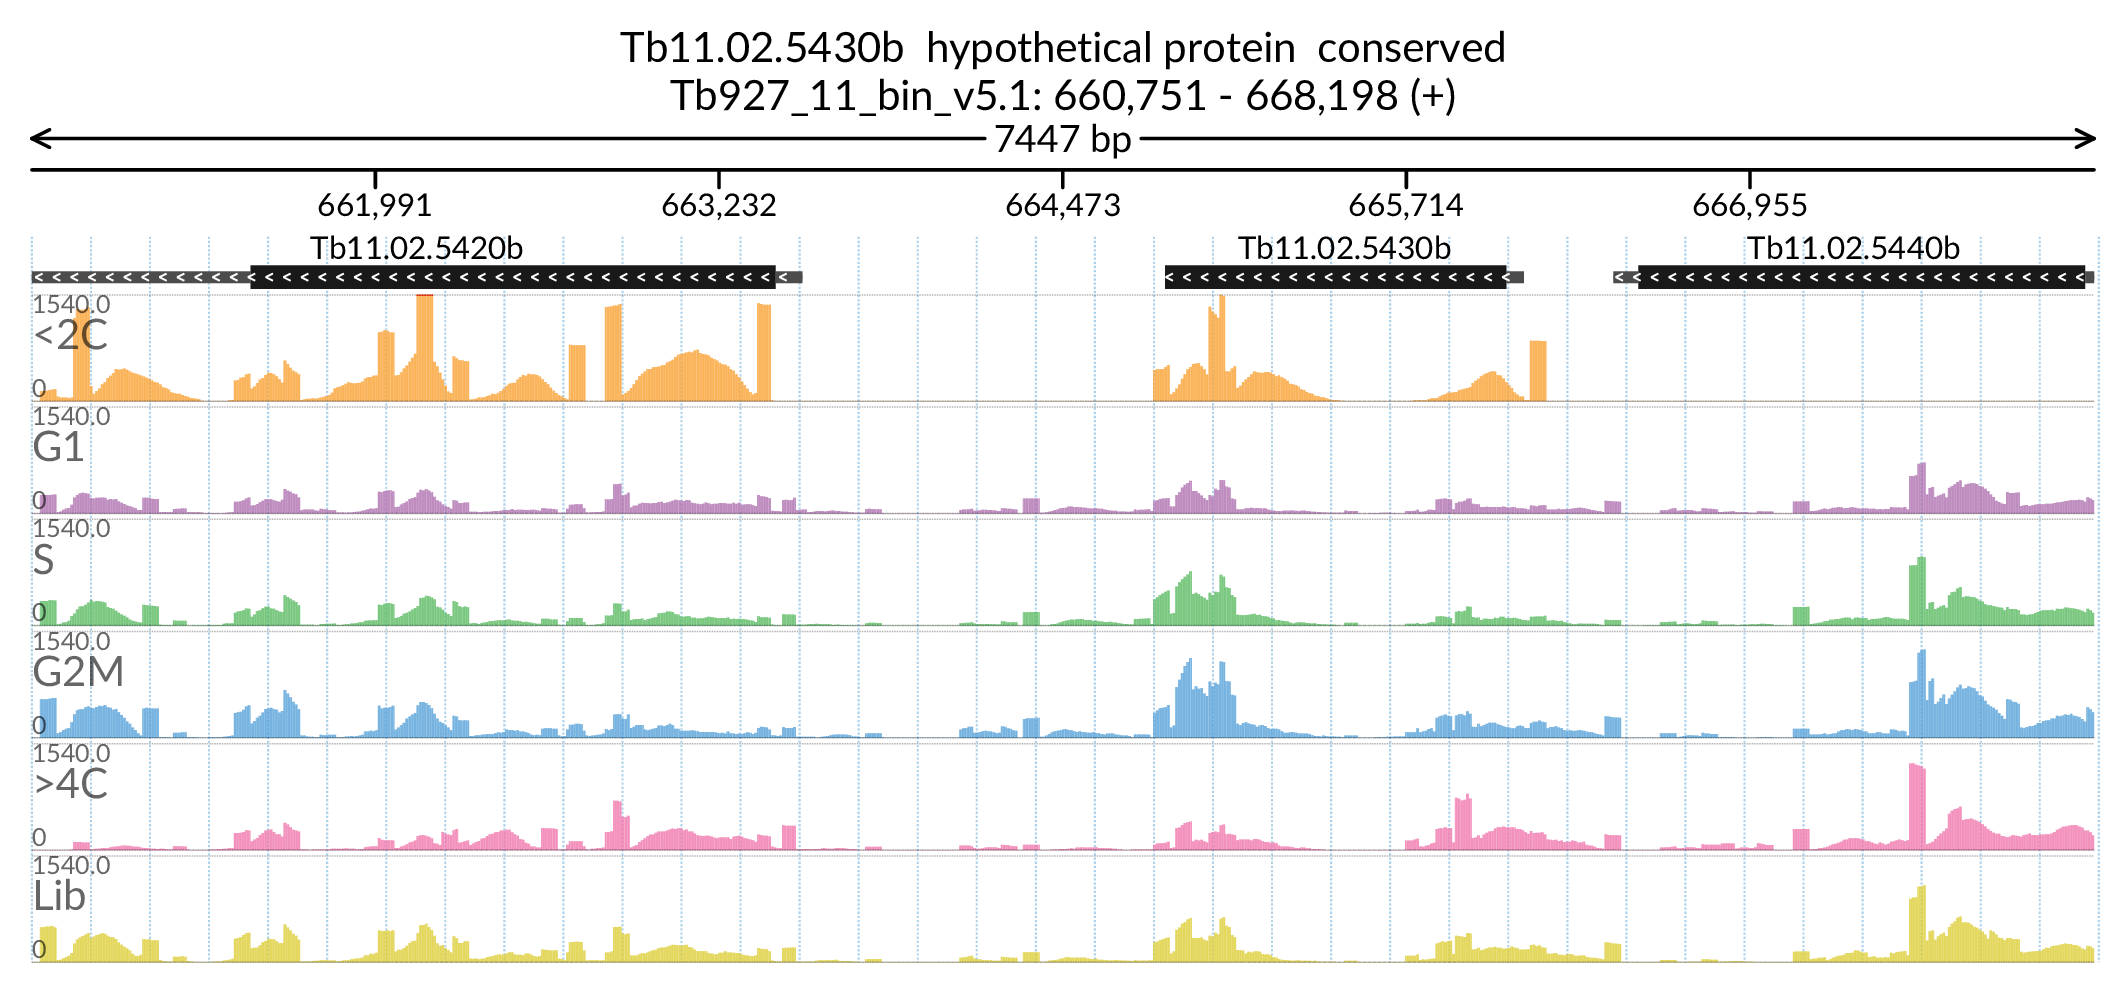 Tb11.02.5430b  hypothetical protein  conserved
Tb927_11_bin_v5.1: 660,751 - 668,198 (+)
7447 bp
661,991 663,232 664,473 665,714 666,955
Tb11.02.5420b Tb11.02.5430b Tb11.02.5440b
1540.0
<2C
0
1540.0
G1
0
1540.0
S
0
1540.0
G2M
0
1540.0
>4C
0
1540.0
Lib
0